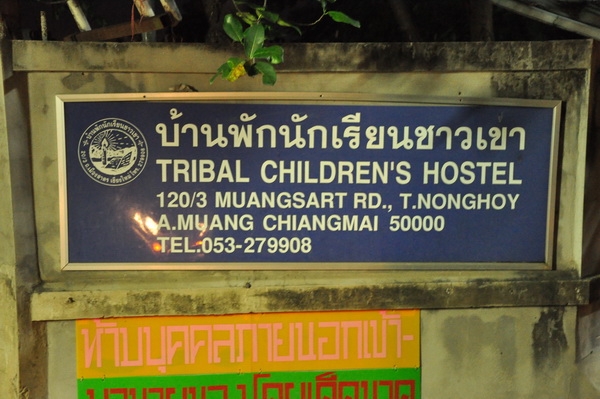 บ้านพักนักเรียนชาวเขา
TRIBAL CHILDREN'S HOSTEL
120/3 MUANGSART RD., T.NONGHOY
A.MUANG CHIANGMAI 50000
TEL.053-279908
ห้ามบุคคลภายนอกเข้า-